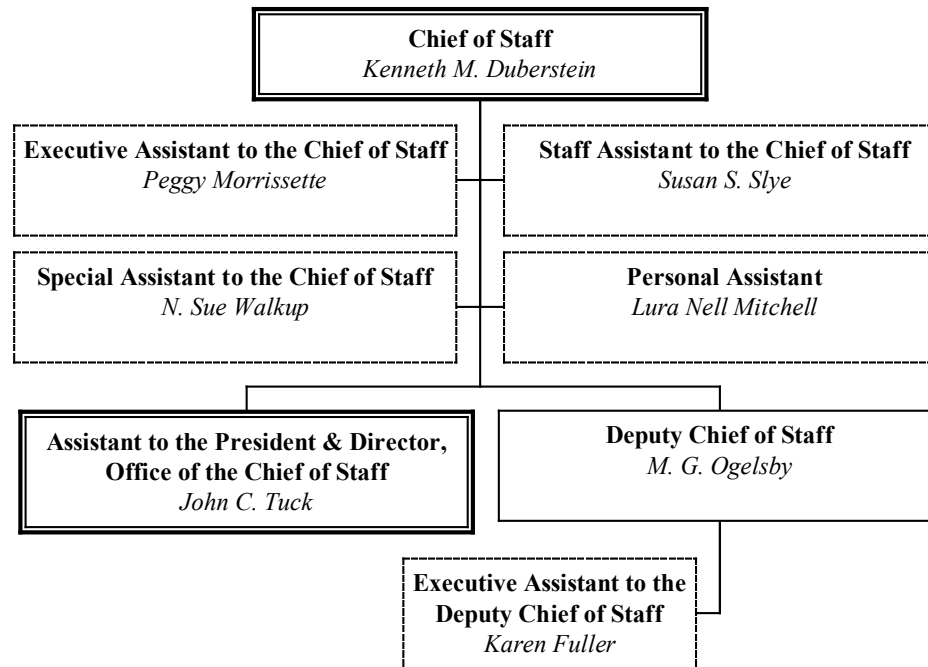 Chief of Staff
Kenneth M. Duberstein
Executive Assistant to the Chief of Staff
Peggy Morrissette
Staff Assistant to the Chief of Staff
Susan S. Slye
Special Assistant to the Chief of Staff
N. Sue Walkup
Personal Assistant
Lura Nell Mitchell
Assistant to the President & Director,
Office of the Chief of Staff
John C. Tuck
Deputy Chief of Staff
M. G. Ogelsby
Executive Assistant to the
Deputy Chief of Staff
Karen Fuller